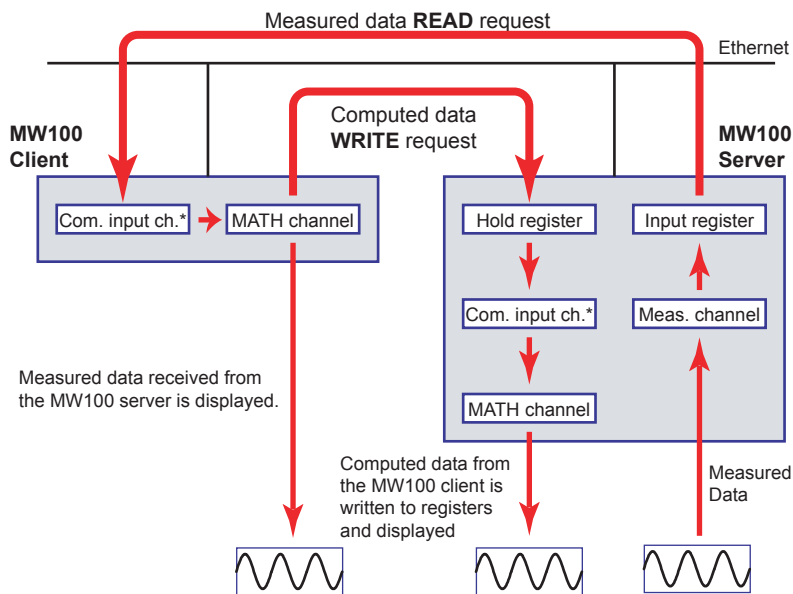 Measured data READ request
Ethernet
Computed data
WRITE request
MW100
Client
MW100
Server
Com. input ch.*
MATH channel
Hold register
Input register
Com. input ch.*
Meas. channel
MATH channel
Measured data received from
the MW100 server is displayed.
Computed data from
the MW100 client is
written to registers
and displayed
Measured
Data